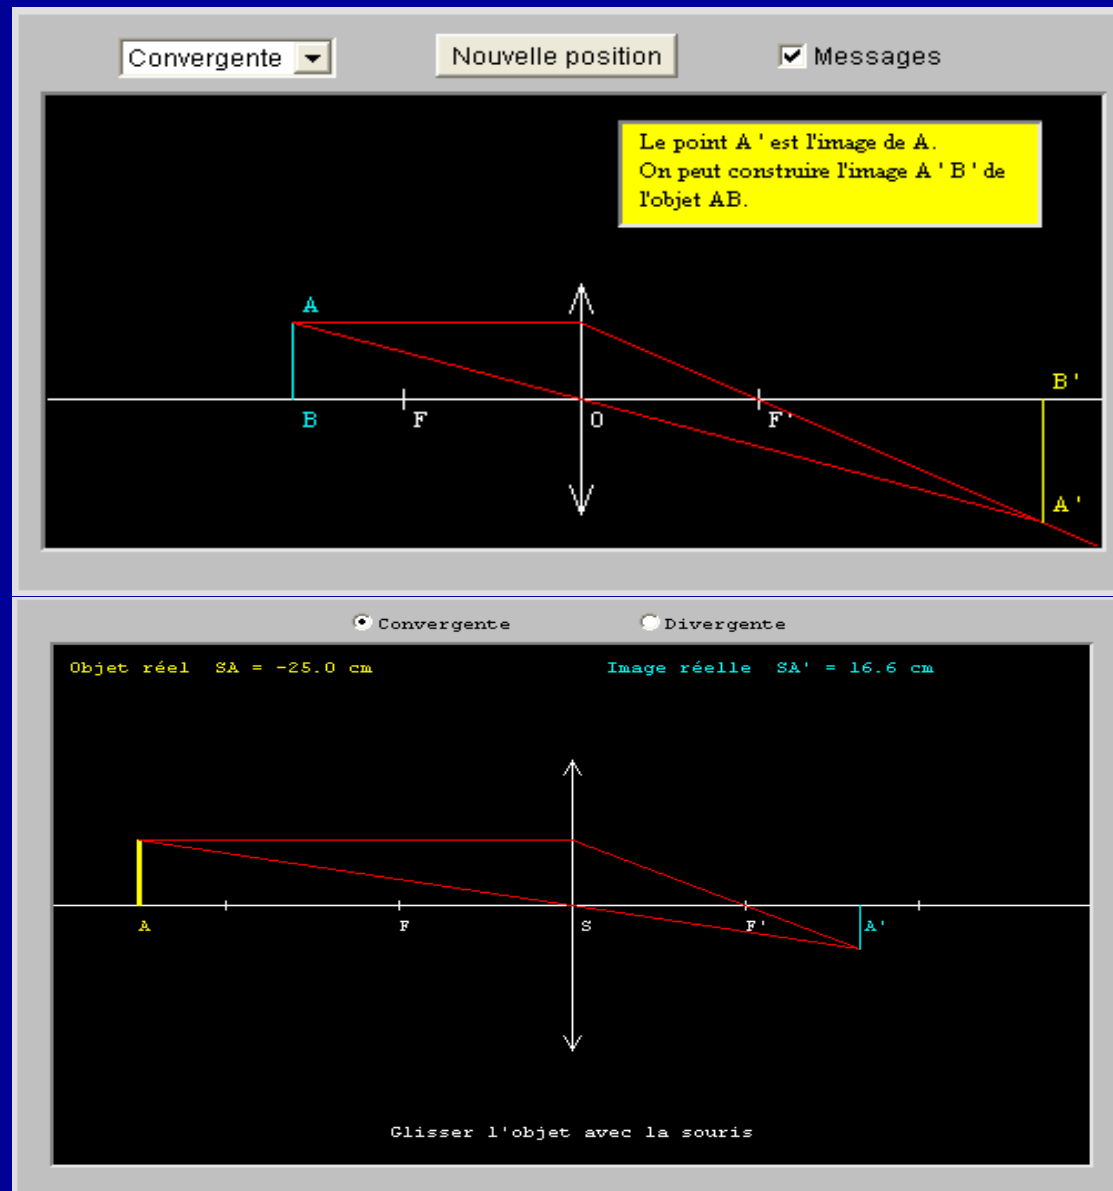 Convergente Nouvelle position Messages
Le point A ' est l'image de A.
On peut construire l'image A ' B ' de
l'objet AB.
A
B '
B F O F'
A '
Convergente Divergente
Objet réel SA = -25.0 cm Image réelle SA' = 16.6 cm
A F S F' A'
Glisser l'objet avec la souris